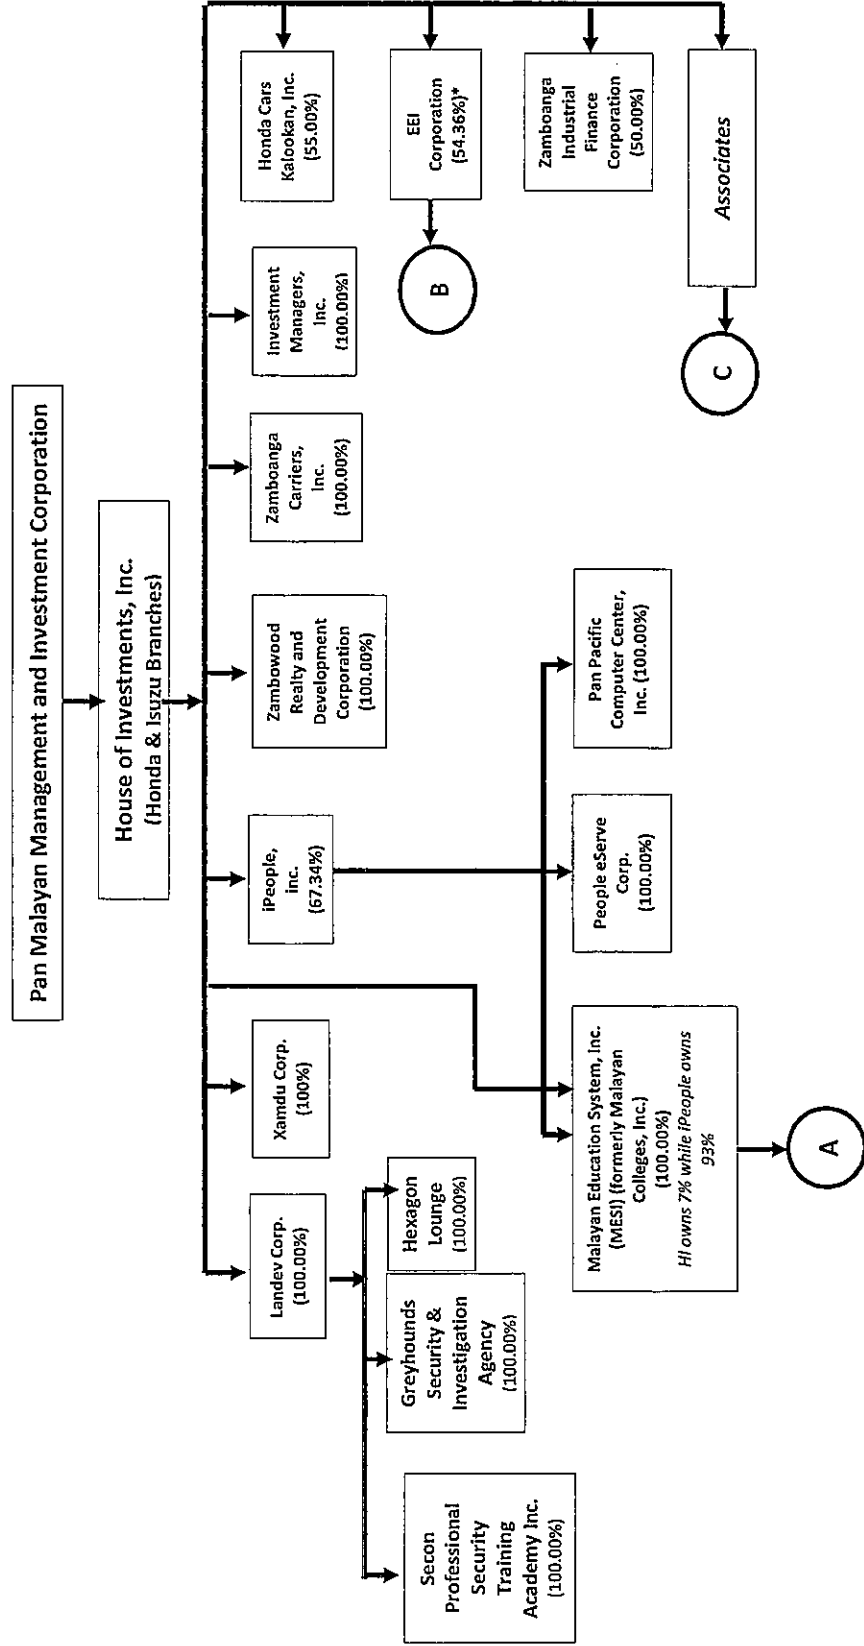 Pan Malayan Management and Investment Corporation
House of Investments, Inc.
(Honda & Isuzu Branches)
Landev Corp.
(100.00%)
Xamdu Corp.
(100%)
iPeople,
inc.
(67.34%)
Zambowood
Realty and
Development
Corporation
(100.00%)
Zamboanga
Carriers,
Inc.
(100.00%)
Investment
Managers,
Inc.
(100.00%)
Honda Cars
Kalookan, Inc.
(55.00%)
EEI
Corporation
(54.36%)*
B
Zamboanga
Industrial
Finance
Corporation
(50.00%)
Associates
C
Secon
Professional
Security
Training
Academy Inc.
(100.00%)
Greyhounds
Security &
Investigation
Agency
(100.00%)
Hexagon
Lounge
(100.00%)
Malayan Education System, Inc.
(MESI) (formerly Malayan
Colleges, Inc.)
(100.00%)
HI owns 7% while iPeople owns
93%
A
People eServe
Corp.
(100.00%)
Pan Pacific
Computer Center,
Inc. (100.00%)